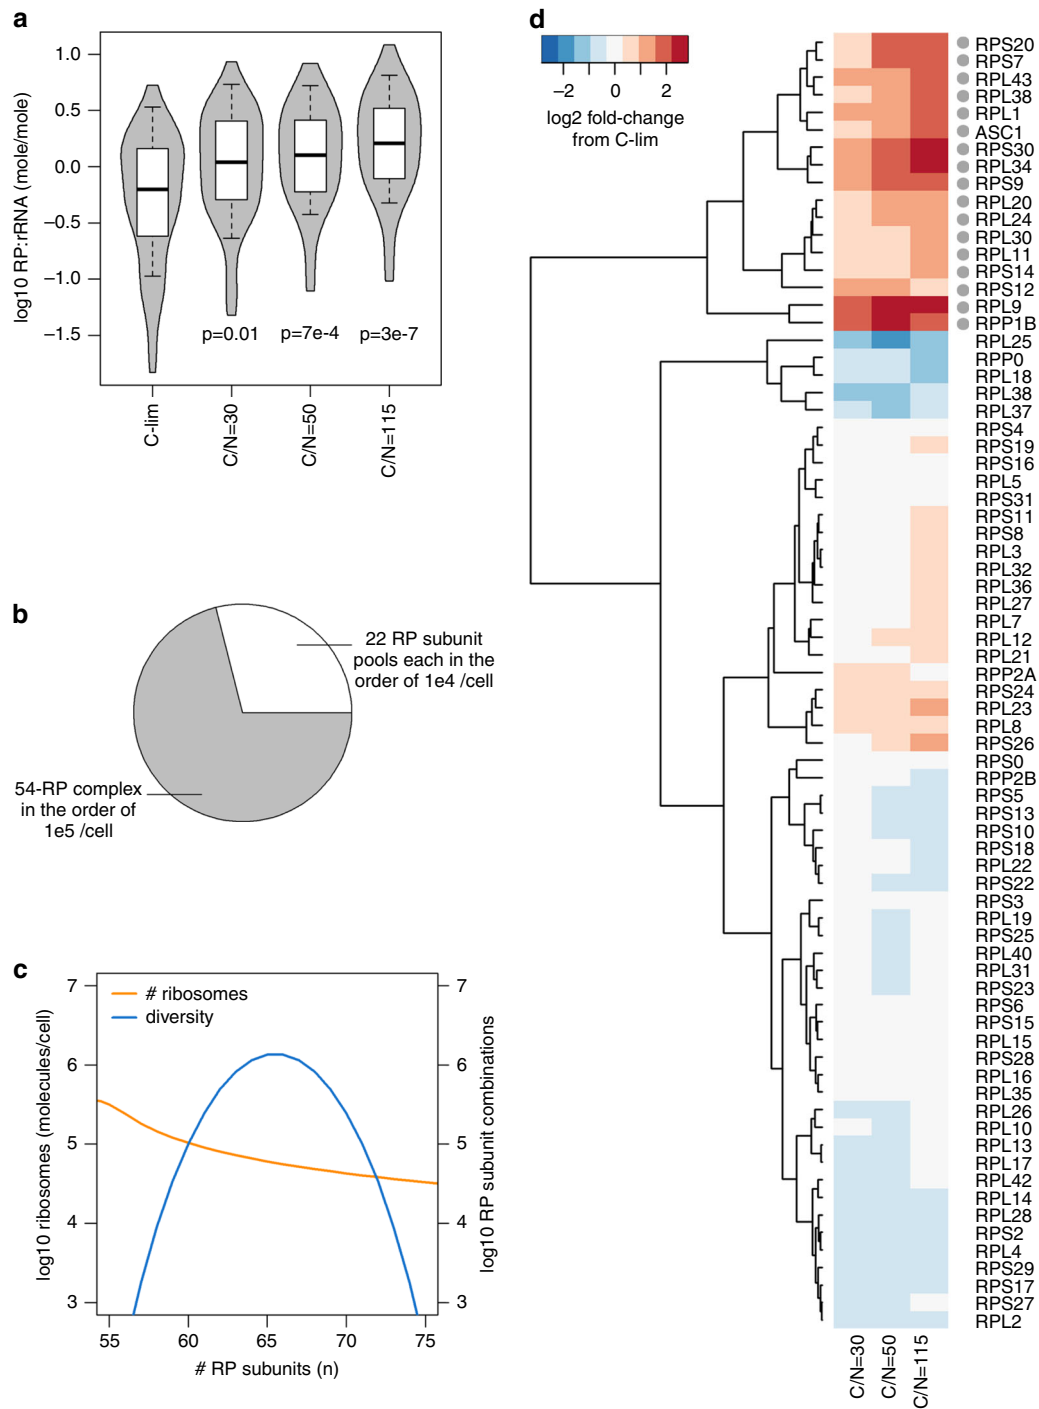 a
1.0
0.5
0.0
−0.5
−1.0
−1.5
log10 RP:rRNA (mole/mole)
p=0.01
p=7e-4
p=3e-7
C-lim
C/N=30
C/N=50
C/N=115
b
22 RP subunit
pools each in the
order of 1e4 /cell
54-RP complex
in the order of
1e5 /cell
c
# ribosomes
diversity
7
6
5
4
3
7
6
5
4
3
log10 ribosomes (molecules/cell)
log10 RP subunit combinations
55
60
65
70
75
# RP subunits (n)
d
−2
0
2
log2 fold-change
from C-lim
RPS20
RPS7
RPL43
RPL38
RPL1
ASC1
RPS30
RPL34
RPS9
RPL20
RPL24
RPL30
RPL11
RPS14
RPS12
RPL9
RPP1B
RPL25
RPP0
RPL18
RPL38
RPL37
RPS4
RPS19
RPS16
RPL5
RPS31
RPS11
RPS8
RPL3
RPL32
RPL36
RPL27
RPL7
RPL12
RPL21
RPP2A
RPS24
RPL23
RPL8
RPS26
RPS0
RPP2B
RPS5
RPS13
RPS10
RPS18
RPL22
RPS22
RPS3
RPL19
RPS25
RPL40
RPL31
RPS23
RPS6
RPS15
RPL15
RPS28
RPL16
RPL35
RPL26
RPL10
RPL13
RPL17
RPL42
RPL14
RPL28
RPS2
RPL4
RPS29
RPS17
RPS27
RPL2
C/N=30
C/N=50
C/N=115